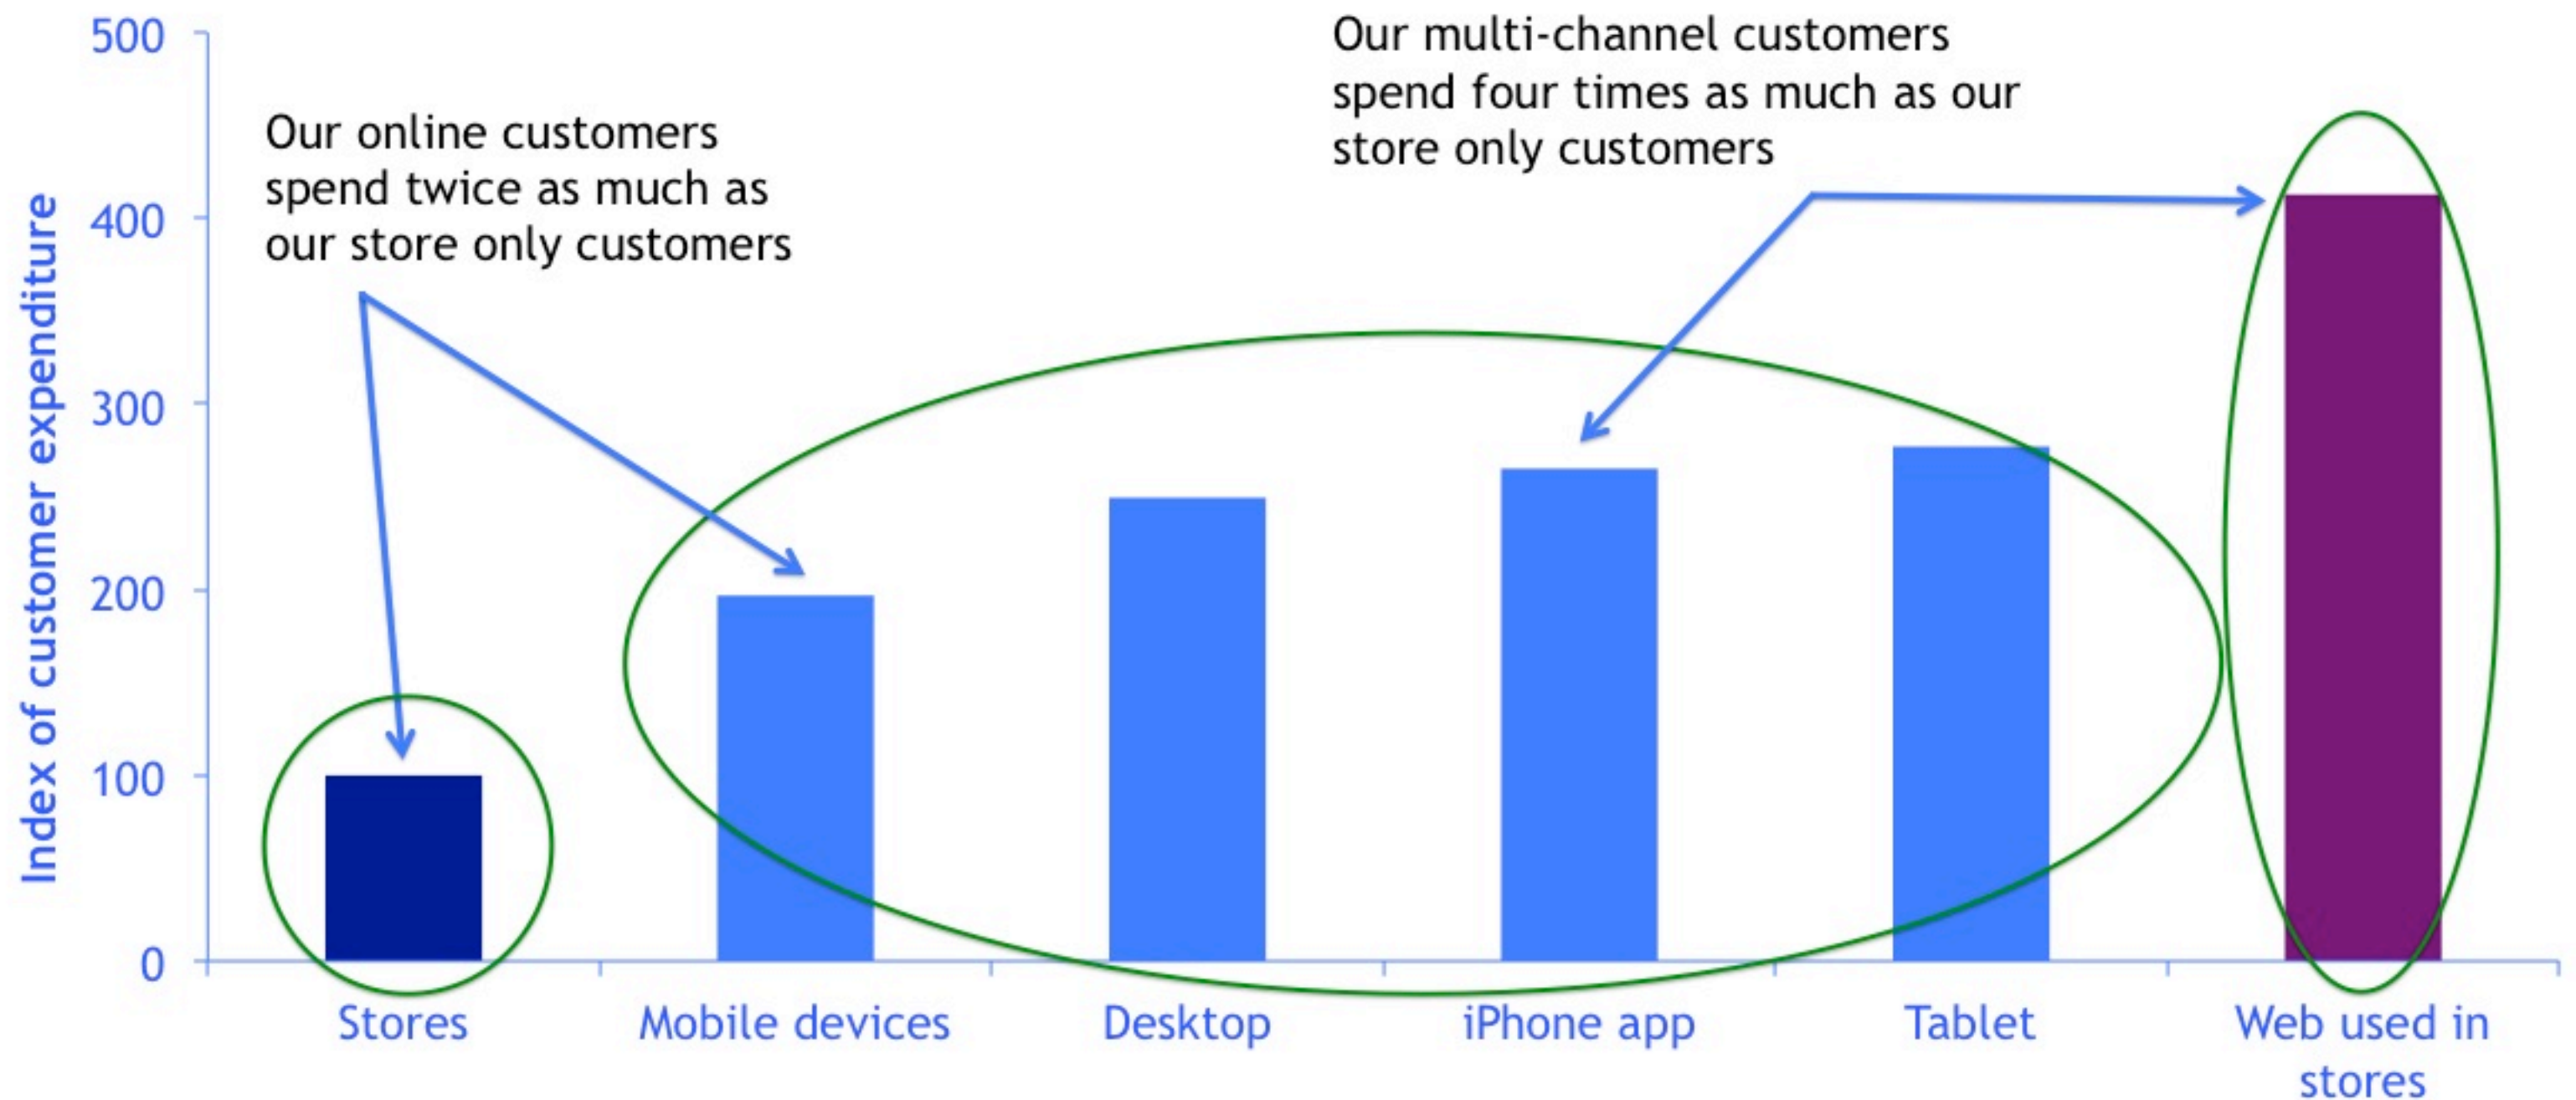 Our multi-channel customers
spend four times as much as our
store only customers
Our online customers
spend twice as much as
our store only customers
Index of customer expenditure
500
400
300
200
100
0
Stores
Mobile devices
Desktop
iPhone app
Tablet
Web used in
stores